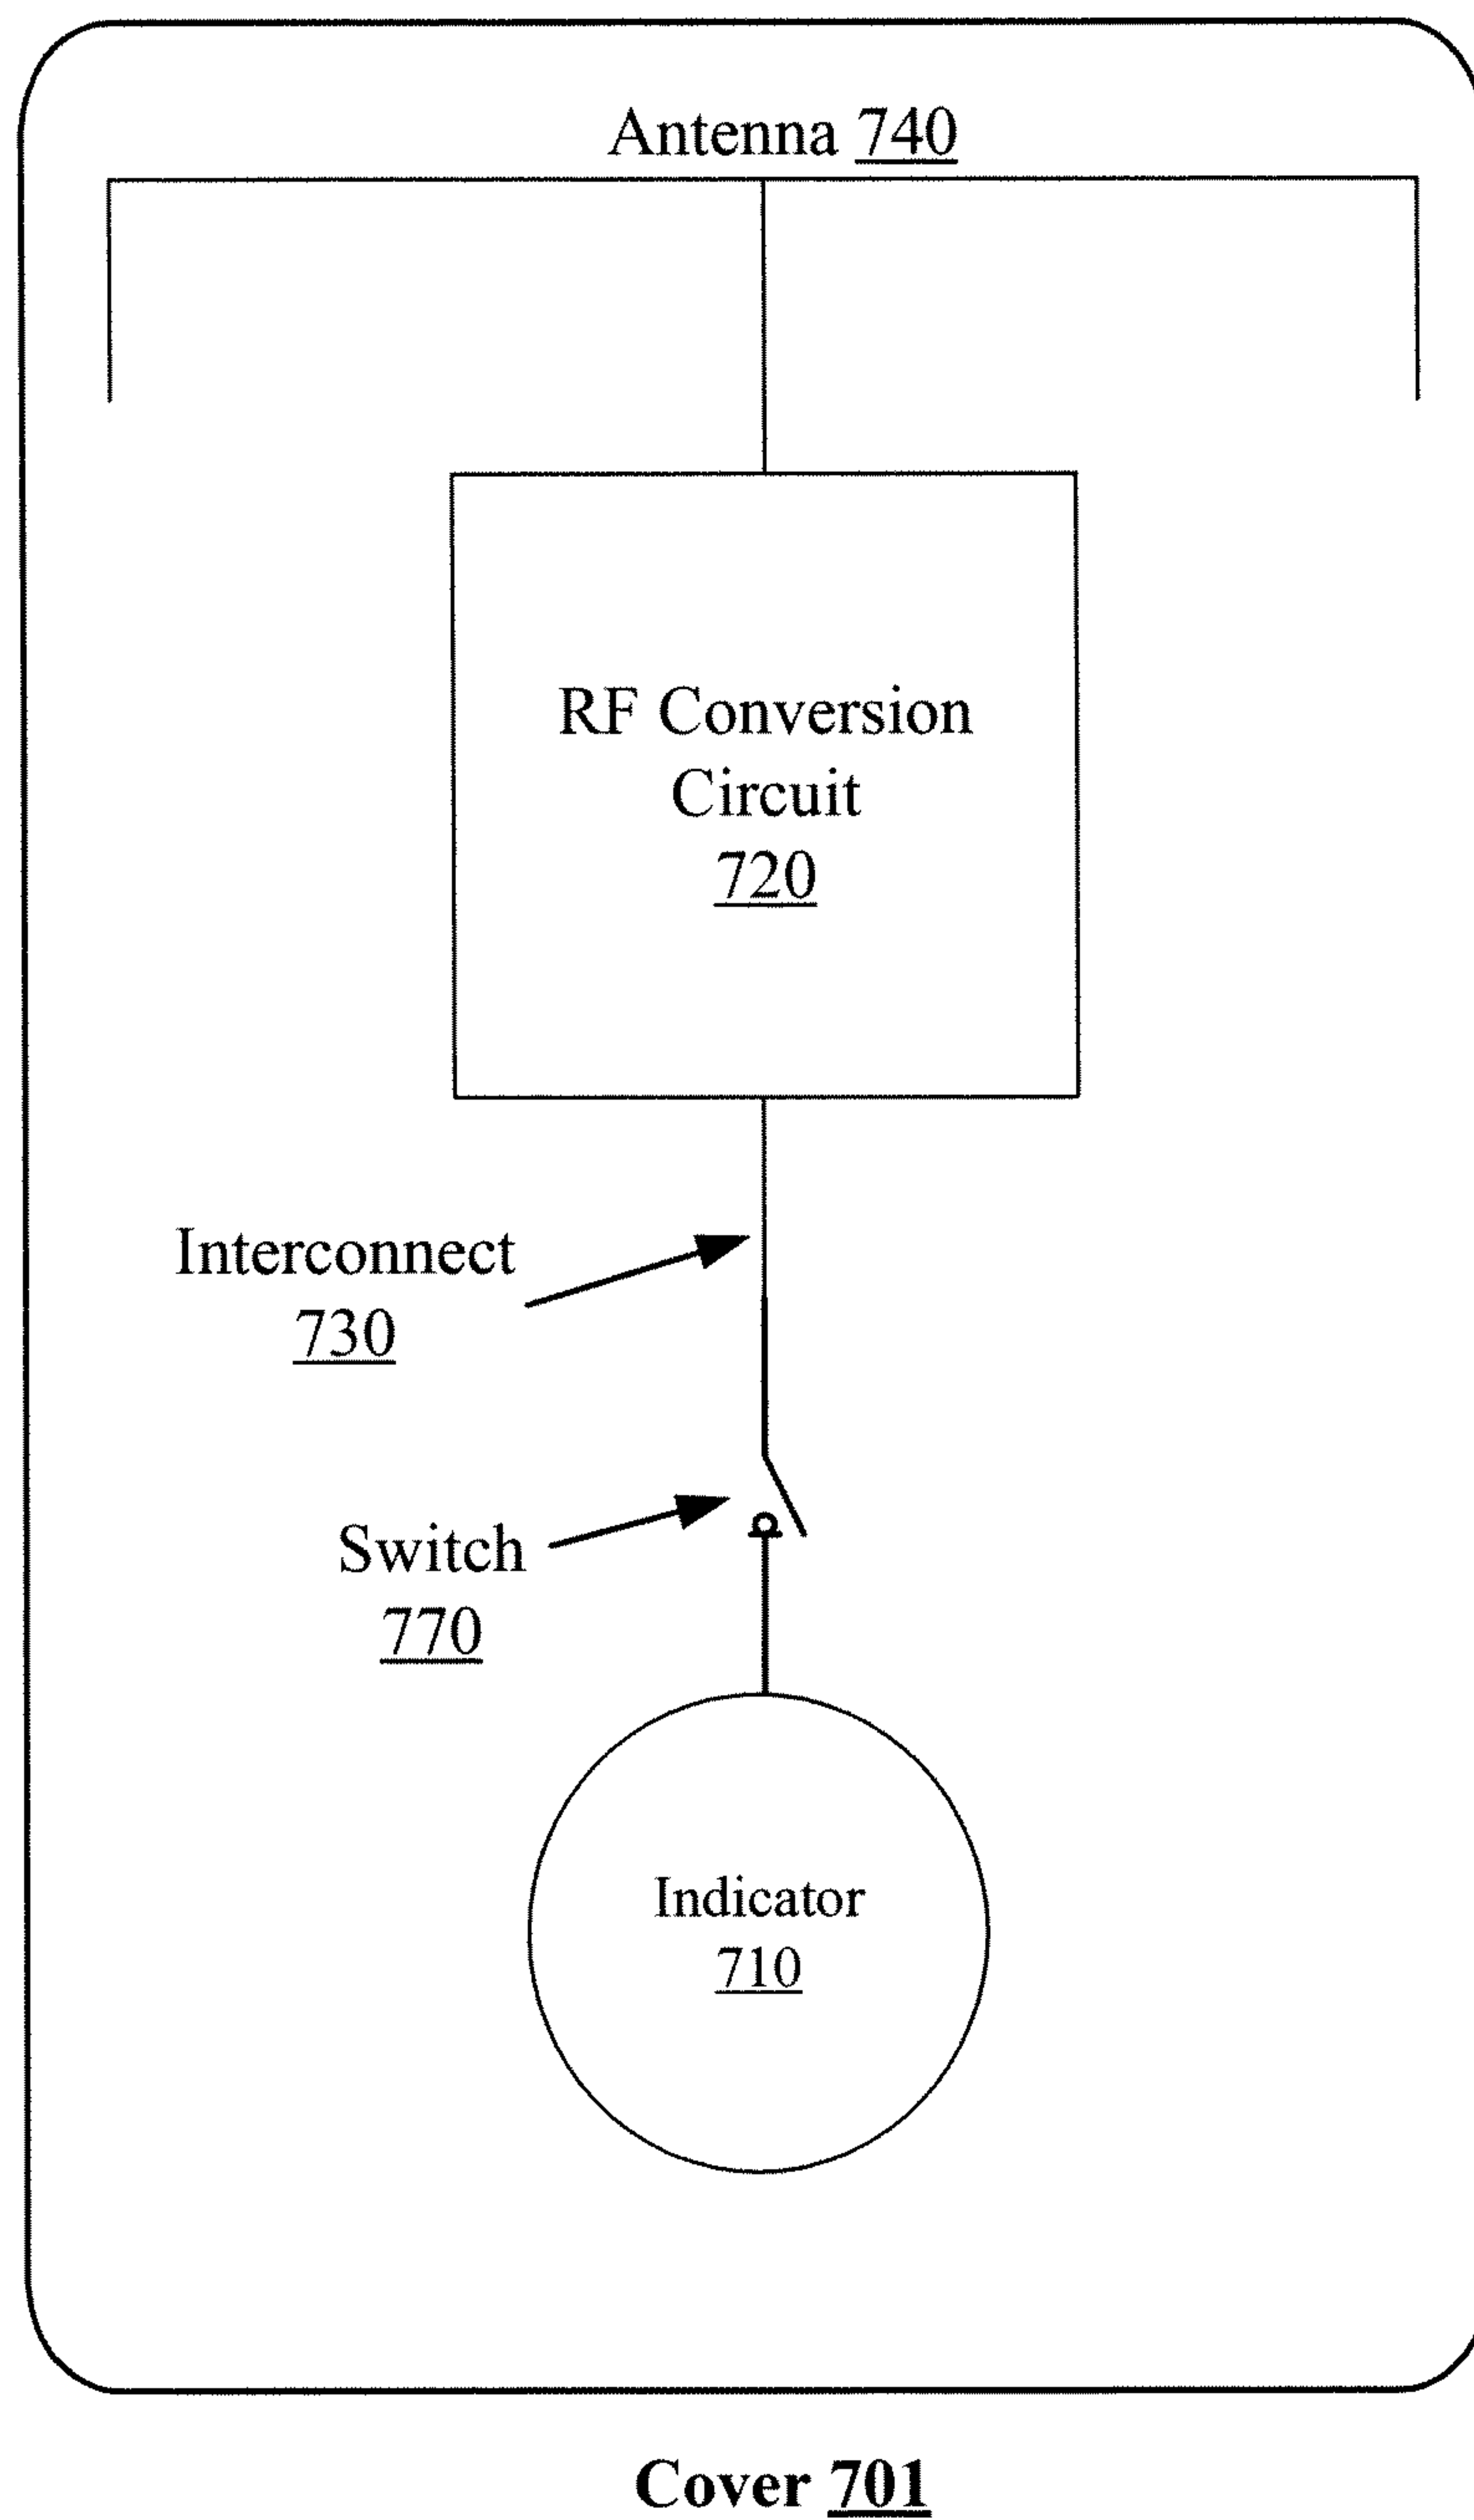 Antenna 740
RF Conversion
Circuit
720
Interconnect
730
Switch
770
Indicator
710
Cover 701